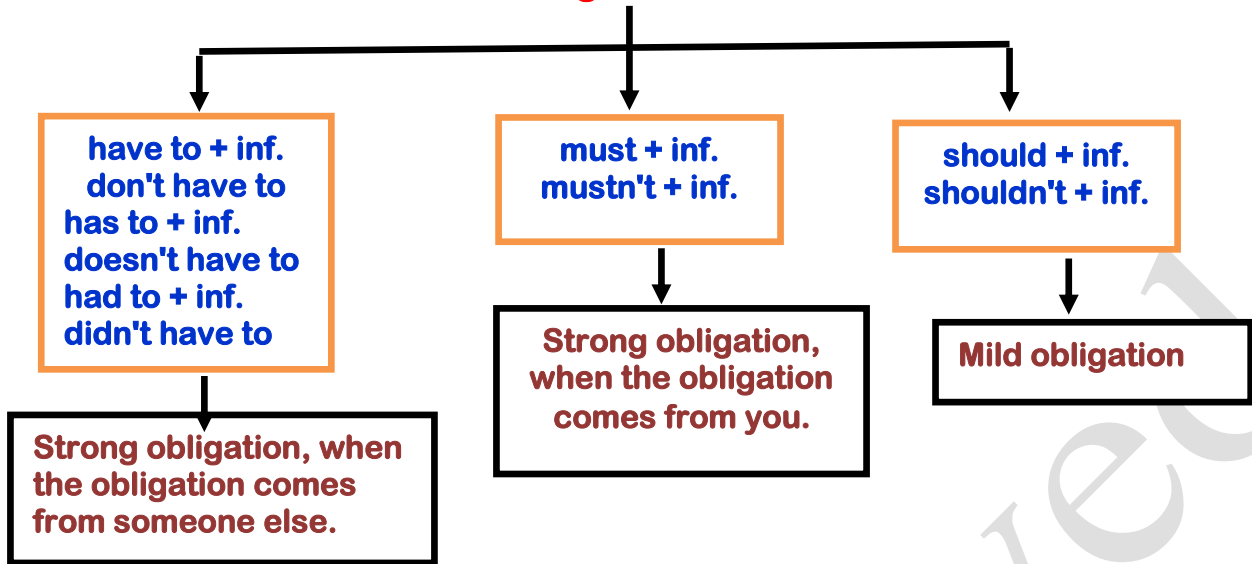 have to + inf.
don't have to
has to + inf.
doesn't have to
had to + inf.
didn't have to
must + inf.
mustn't + inf.
should + inf.
shouldn't + inf.
Strong obligation, when
the obligation comes
from someone else.
Strong obligation,
when the obligation
comes from you.
Mild obligation